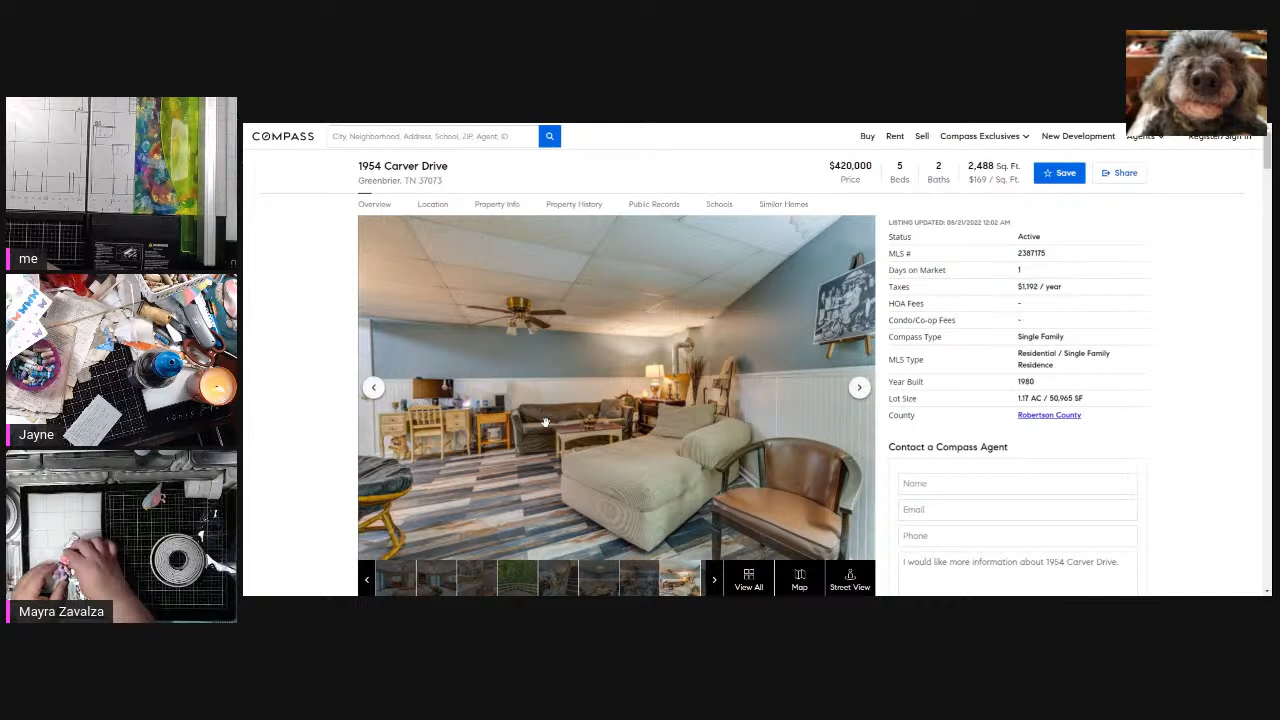 COMPASS
City, Neighborhood, Address, School, ZIP, Agent, ID
Buy Rent Sell Compass Exclusives New Development Agents Register/Sign In
1954 Carver Drive
Greenbrier, TN 37073
$420,000
Price
5
Beds
2
Baths
2,488 Sq. Ft.
$169 / Sq. Ft.
Save
Share
Overview Location Property Info Property History Public Records Schools Similar Homes
LISTING UPDATED: 05/21/2022 12:02 AM
Status Active
MLS # 2387175
Days on Market 1
Taxes $1,192 / year
HOA Fees -
Condo/Co-op Fees -
Compass Type Single Family
MLS Type Residential / Single Family
Residence
Year Built 1980
Lot Size 1.17 AC / 50,965 SF
County Robertson County
Contact a Compass Agent
Name
Email
Phone
I would like more information about 1954 Carver Drive.
View All
Map
Street View
me
Jayne
Mayra Zavalza